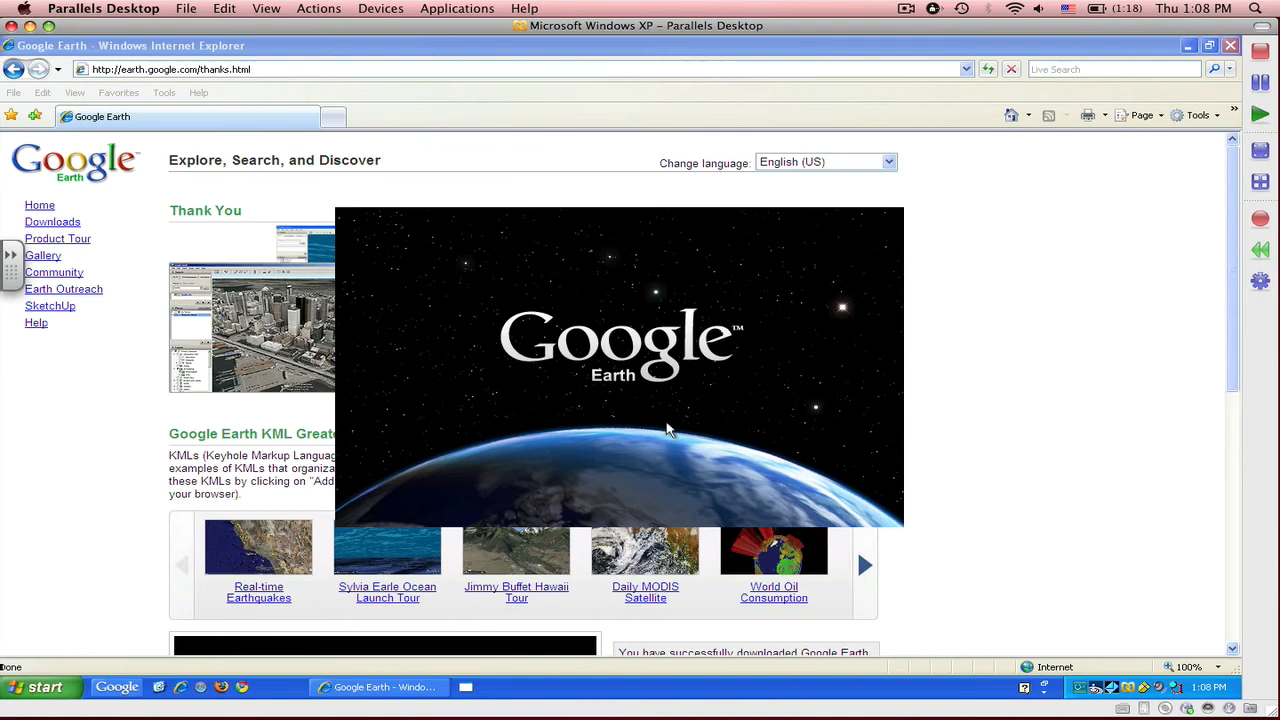 Parallels Desktop File Edit View Actions Devices Applications Help (1:18) Thu 1:08 PM
Microsoft Windows XP – Parallels Desktop
Google Earth - Windows Internet Explorer
http://earth.google.com/thanks.html Live Search
File Edit View Favorites Tools Help
Google Earth Page Tools
Google Earth
Explore, Search, and Discover
Change language: English (US)
Home
Downloads
Product Tour
Gallery
Community
Earth Outreach
SketchUp
Help
Thank You
Google™
Earth
Google Earth KML Greate
KMLs (Keyhole Markup Language
examples of KMLs that organiza
these KMLs by clicking on "Add
your browser).
Real-time Earthquakes
Sylvia Earle Ocean Launch Tour
Jimmy Buffet Hawaii Tour
Daily MODIS Satellite
World Oil Consumption
You have successfully downloaded Google Earth
Done Internet 100%
start Google Google Earth - Windo... 1:08 PM